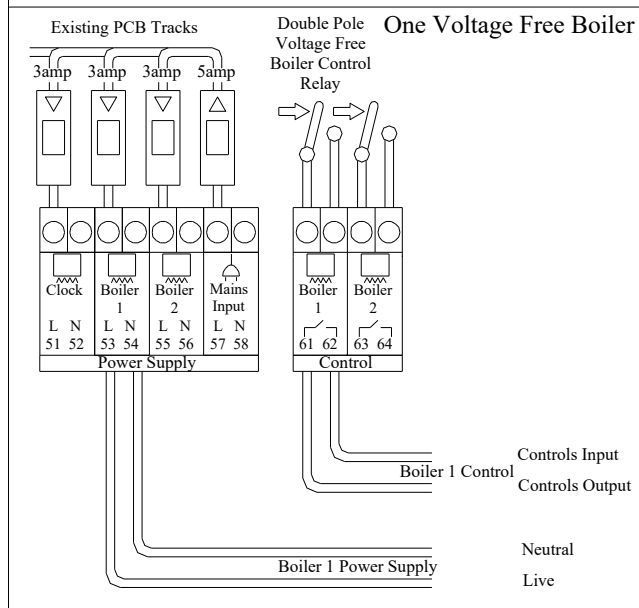 One Voltage Free Boiler
Existing PCB Tracks
3amp 3amp 3amp 5amp
Double Pole
Voltage Free
Boiler Control
Relay
Clock Boiler Boiler Mains
1 2 Input
L N L N L N L N
51 52 53 54 55 56 57 58
Power Supply
Boiler Boiler
1 2
61 62 63 64
Control
Controls Input
Boiler 1 Control
Controls Output
Neutral
Boiler 1 Power Supply
Live